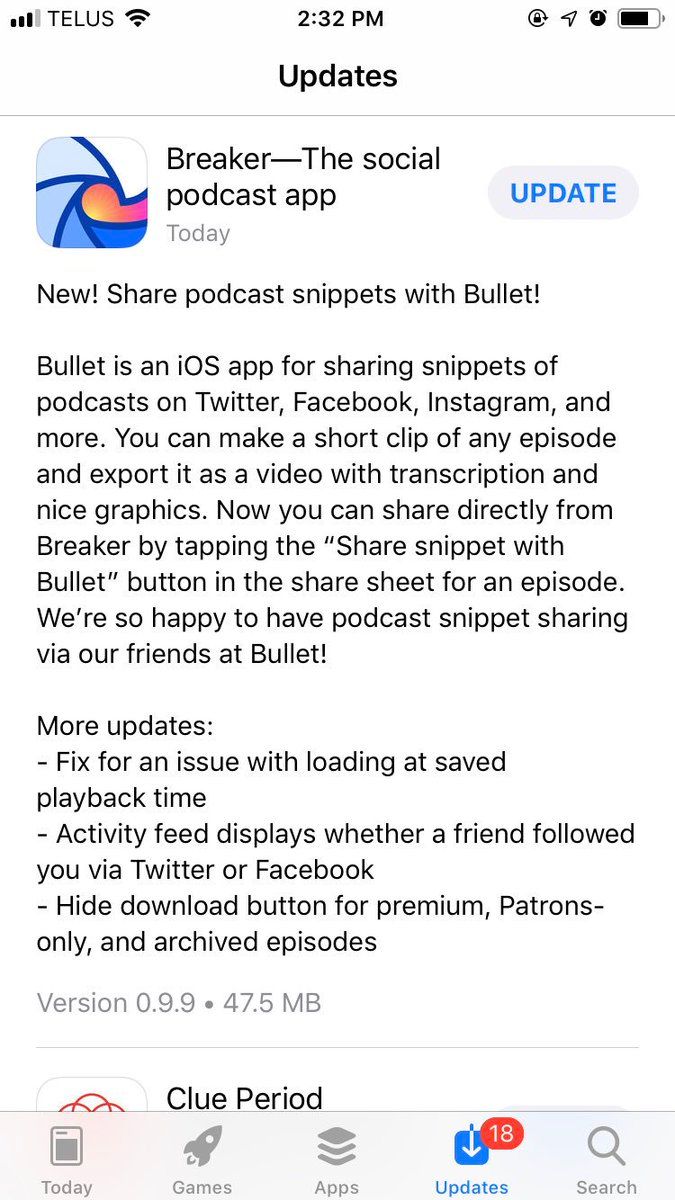 TELUS 2:32 PM
Updates
Breaker—The social
podcast app
UPDATE
Today
New! Share podcast snippets with Bullet!
Bullet is an iOS app for sharing snippets of
podcasts on Twitter, Facebook, Instagram, and
more. You can make a short clip of any episode
and export it as a video with transcription and
nice graphics. Now you can share directly from
Breaker by tapping the “Share snippet with
Bullet” button in the share sheet for an episode.
We’re so happy to have podcast snippet sharing
via our friends at Bullet!
More updates:
- Fix for an issue with loading at saved
playback time
- Activity feed displays whether a friend followed
you via Twitter or Facebook
- Hide download button for premium, Patrons-
only, and archived episodes
Version 0.9.9 • 47.5 MB
Clue Period
18
Today Games Apps Updates Search